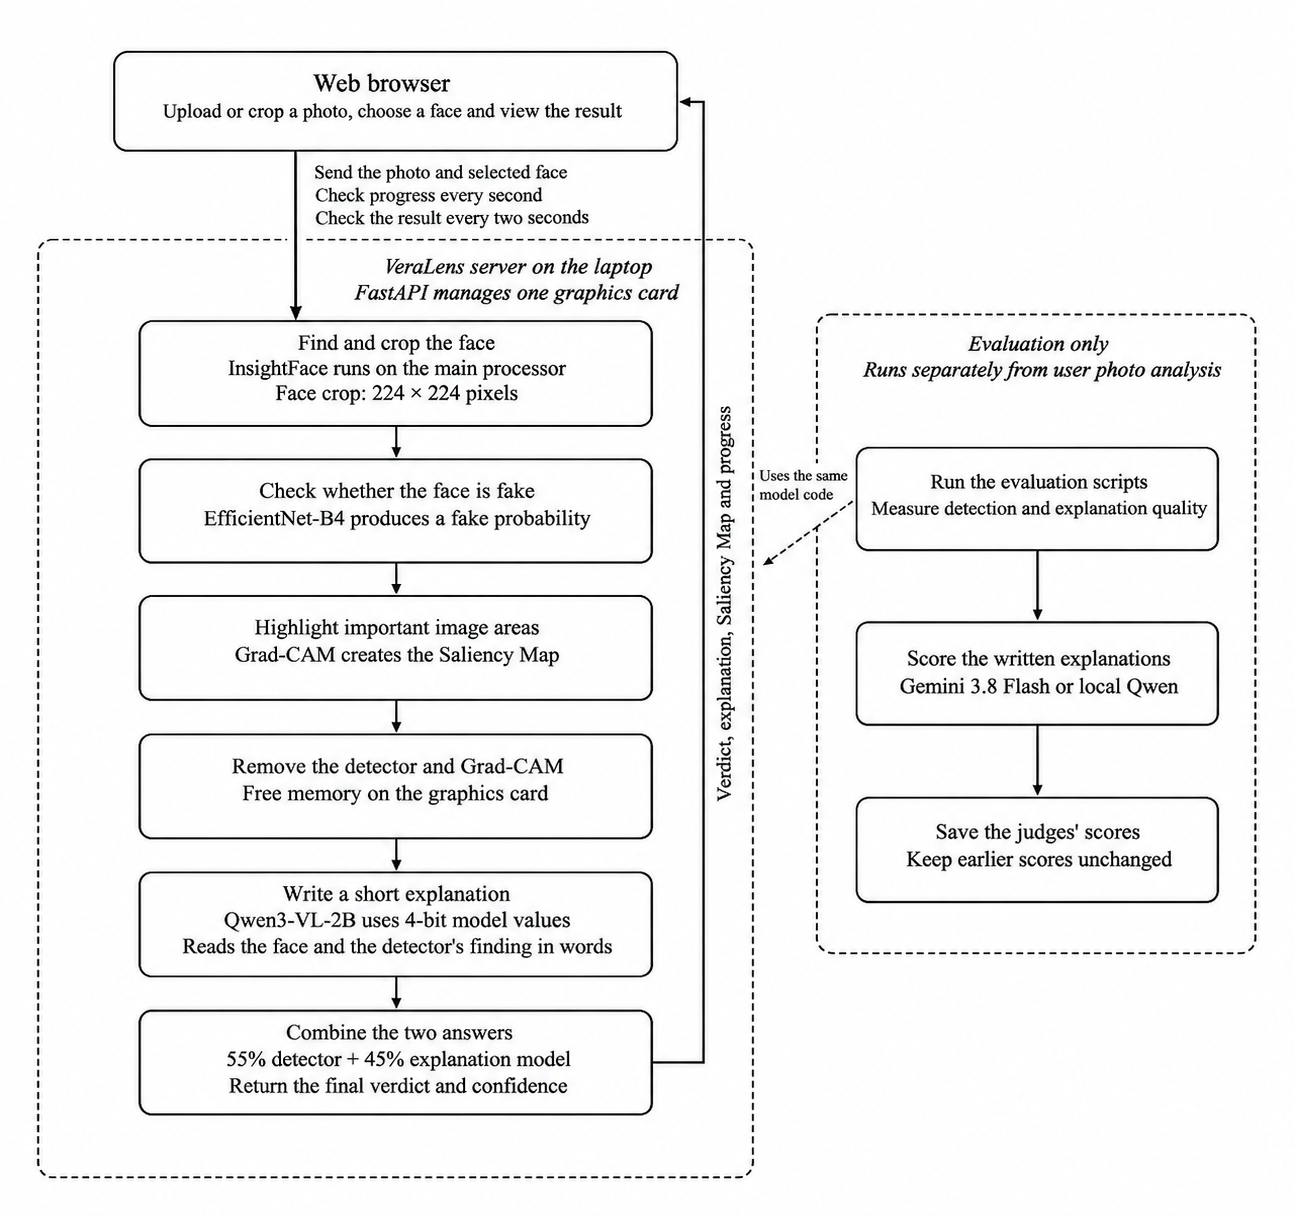 Web browser
Upload or crop a photo, choose a face and view the result
Send the photo and selected face
Check progress every second
Check the result every two seconds
VeraLens server on the laptop
FastAPI manages one graphics card
Find and crop the face
InsightFace runs on the main processor
Face crop: 224 × 224 pixels
Check whether the face is fake
EfficientNet-B4 produces a fake probability
Highlight important image areas
Grad-CAM creates the Saliency Map
Remove the detector and Grad-CAM
Free memory on the graphics card
Write a short explanation
Qwen3-VL-2B uses 4-bit model values
Reads the face and the detector's finding in words
Combine the two answers
55% detector + 45% explanation model
Return the final verdict and confidence
Verdict, explanation, Saliency Map and progress
Uses the same
model code
Evaluation only
Runs separately from user photo analysis
Run the evaluation scripts
Measure detection and explanation quality
Score the written explanations
Gemini 3.8 Flash or local Qwen
Save the judges' scores
Keep earlier scores unchanged